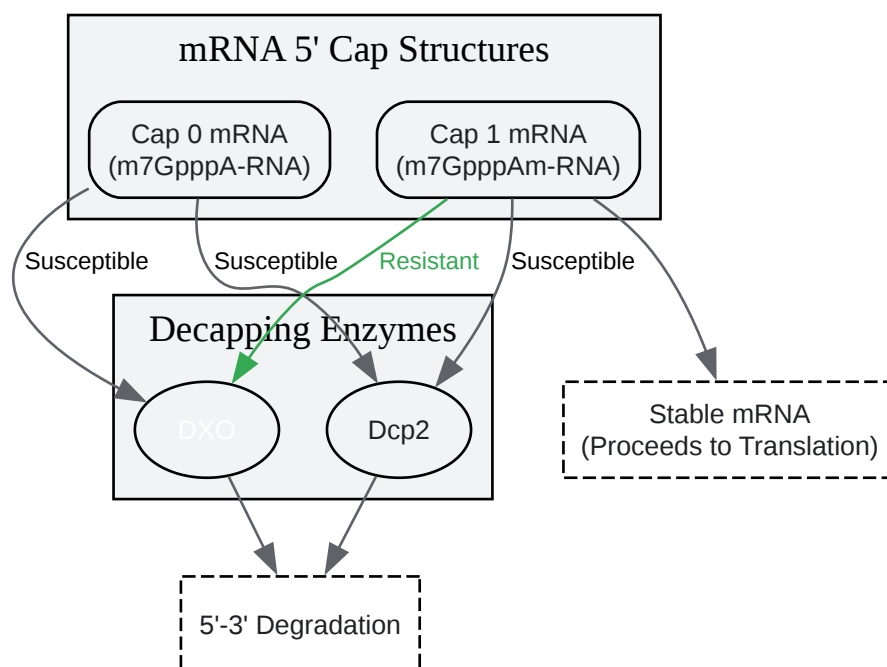 mRNA 5' Cap Structures
Cap 0 mRNA
(m7GpppA-RNA)
Cap 1 mRNA
(m7GpppAm-RNA)
Susceptible
Susceptible
Resistant
Susceptible
Decapping Enzymes
DXO
Dcp2
Stable mRNA
(Proceeds to Translation)
5'-3' Degradation